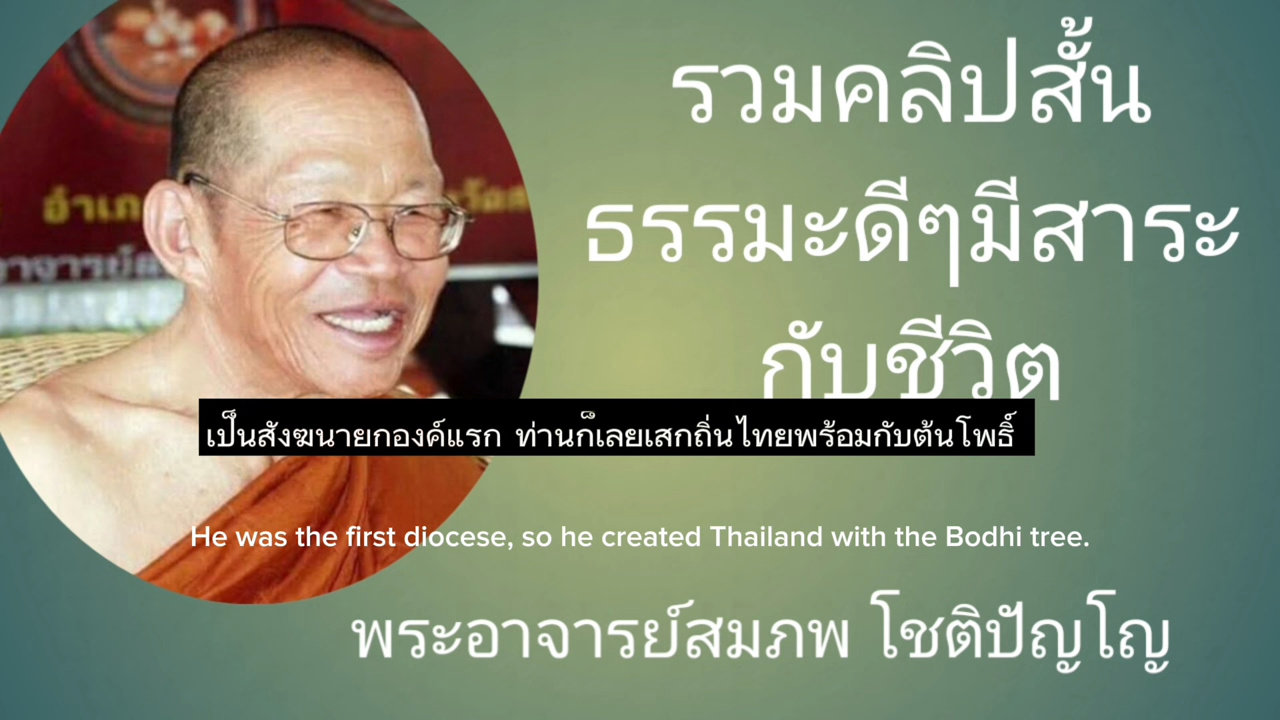 อำเภ
รวมคลิปสั้น
ธรรมะดีๆมีสาระ
กับชีวิต
เป็นสังฆนายกองค์แรก ท่านก็เลยเสกถิ่นไทยพร้อมกับต้นโพธิ์
He was the first diocese, so he created Thailand with the Bodhi tree.
พระอาจารย์สมภพ โชติปัญโญ